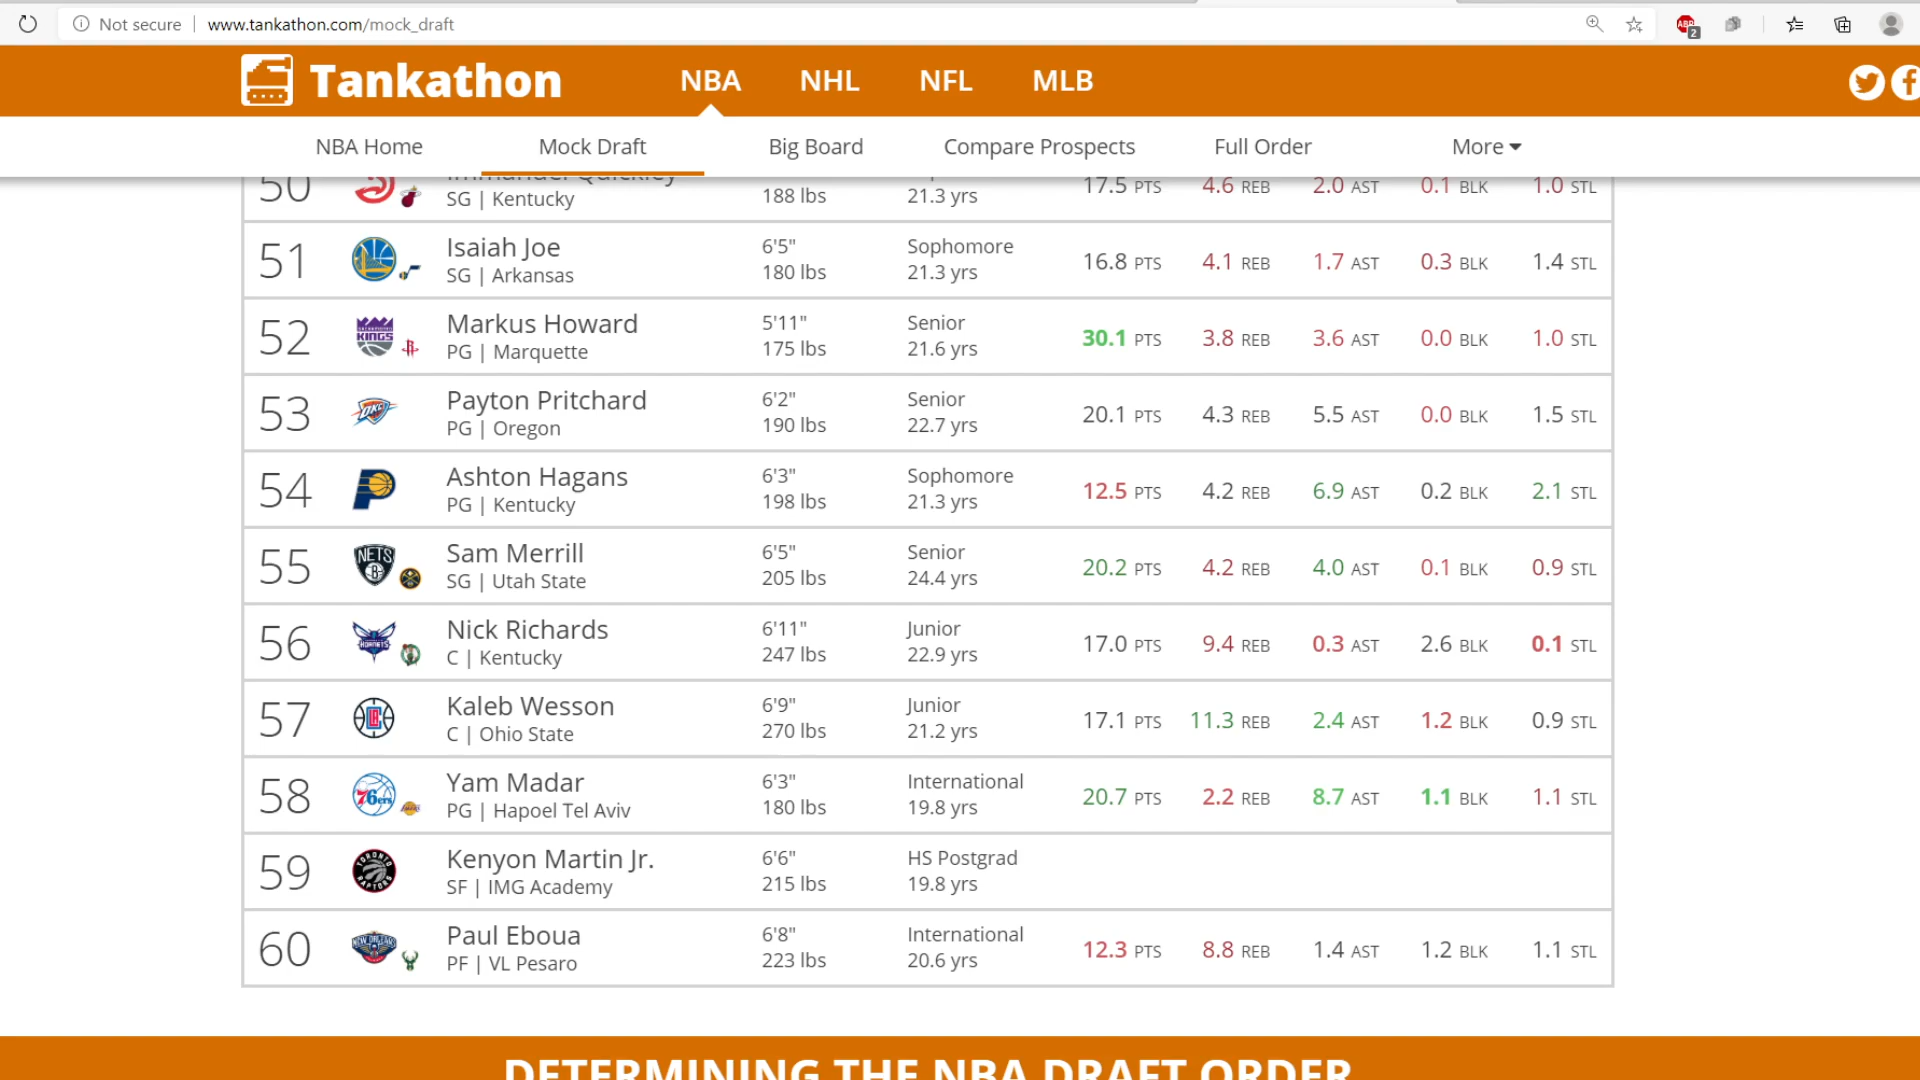 Not secure www.tankathon.com/mock_draft
ABP 2
Tankathon NBA NHL NFL MLB
NBA Home Mock Draft Big Board Compare Prospects Full Order More
50 Immanuel Quickley 188 lbs 21.3 yrs 17.5 PTS 4.6 REB 2.0 AST 0.1 BLK 1.0 STL
SG | Kentucky
51 Isaiah Joe 6'5" Sophomore 16.8 PTS 4.1 REB 1.7 AST 0.3 BLK 1.4 STL
SG | Arkansas 180 lbs 21.3 yrs
52 Markus Howard 5'11" Senior 30.1 PTS 3.8 REB 3.6 AST 0.0 BLK 1.0 STL
PG | Marquette 175 lbs 21.6 yrs
53 Payton Pritchard 6'2" Senior 20.1 PTS 4.3 REB 5.5 AST 0.0 BLK 1.5 STL
PG | Oregon 190 lbs 22.7 yrs
54 Ashton Hagans 6'3" Sophomore 12.5 PTS 4.2 REB 6.9 AST 0.2 BLK 2.1 STL
PG | Kentucky 198 lbs 21.3 yrs
55 Sam Merrill 6'5" Senior 20.2 PTS 4.2 REB 4.0 AST 0.1 BLK 0.9 STL
SG | Utah State 205 lbs 24.4 yrs
56 Nick Richards 6'11" Junior 17.0 PTS 9.4 REB 0.3 AST 2.6 BLK 0.1 STL
C | Kentucky 247 lbs 22.9 yrs
57 Kaleb Wesson 6'9" Junior 17.1 PTS 11.3 REB 2.4 AST 1.2 BLK 0.9 STL
C | Ohio State 270 lbs 21.2 yrs
58 Yam Madar 6'3" International 20.7 PTS 2.2 REB 8.7 AST 1.1 BLK 1.1 STL
PG | Hapoel Tel Aviv 180 lbs 19.8 yrs
59 Kenyon Martin Jr. 6'6" HS Postgrad
SF | IMG Academy 215 lbs 19.8 yrs
60 Paul Eboua 6'8" International 12.3 PTS 8.8 REB 1.4 AST 1.2 BLK 1.1 STL
PF | VL Pesaro 223 lbs 20.6 yrs
DETERMINING THE NBA DRAFT ORDER